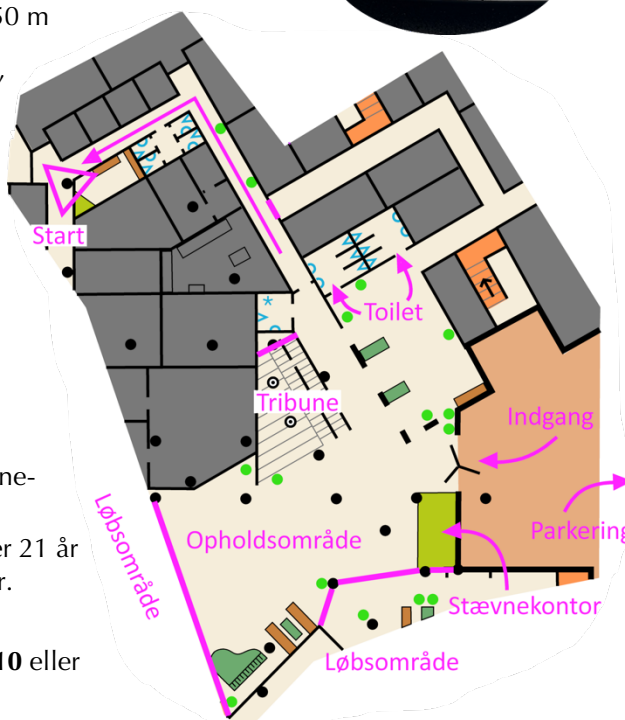 50 m
Start
Toilet
Tribune
Indgang
ne-
Løbsområde
Opholdsområde
Parkering
er 21 år
r.
Stævnekontor
10 eller
Løbsområde